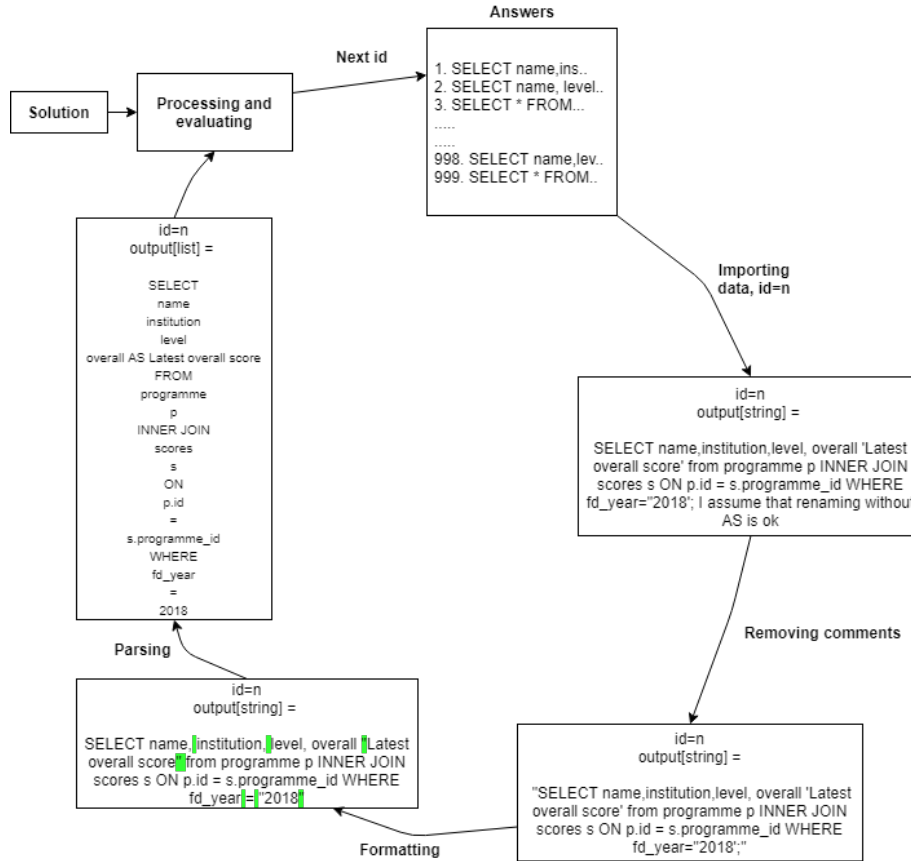 Answers
Next id
1. SELECT name,ins..
2. SELECT name, level..
3. SELECT * FROM...
.....
.....
998. SELECT name,lev..
999. SELECT * FROM..
Solution
Processing and
evaluating
Importing
data, id=n
id=n
output[string] =
SELECT name,institution,level, overall 'Latest
overall score' from programme p INNER JOIN
scores s ON p.id = s.programme_id WHERE
fd_year="2018'; I assume that renaming without
AS is ok
Removing comments
id=n
output[string] =
"SELECT name,institution,level, overall 'Latest
overall score' from programme p INNER JOIN
scores s ON p.id = s.programme_id WHERE
fd_year="2018';"
Formatting
id=n
output[string] =
SELECT name, institution, level, overall "Latest
overall score" from programme p INNER JOIN
scores s ON p.id = s.programme_id WHERE
fd_year = "2018"
Parsing
id=n
output[list] =
SELECT
name
institution
level
overall AS Latest overall score
FROM
programme
p
INNER JOIN
scores
s
ON
p.id
=
s.programme_id
WHERE
fd_year
=
2018